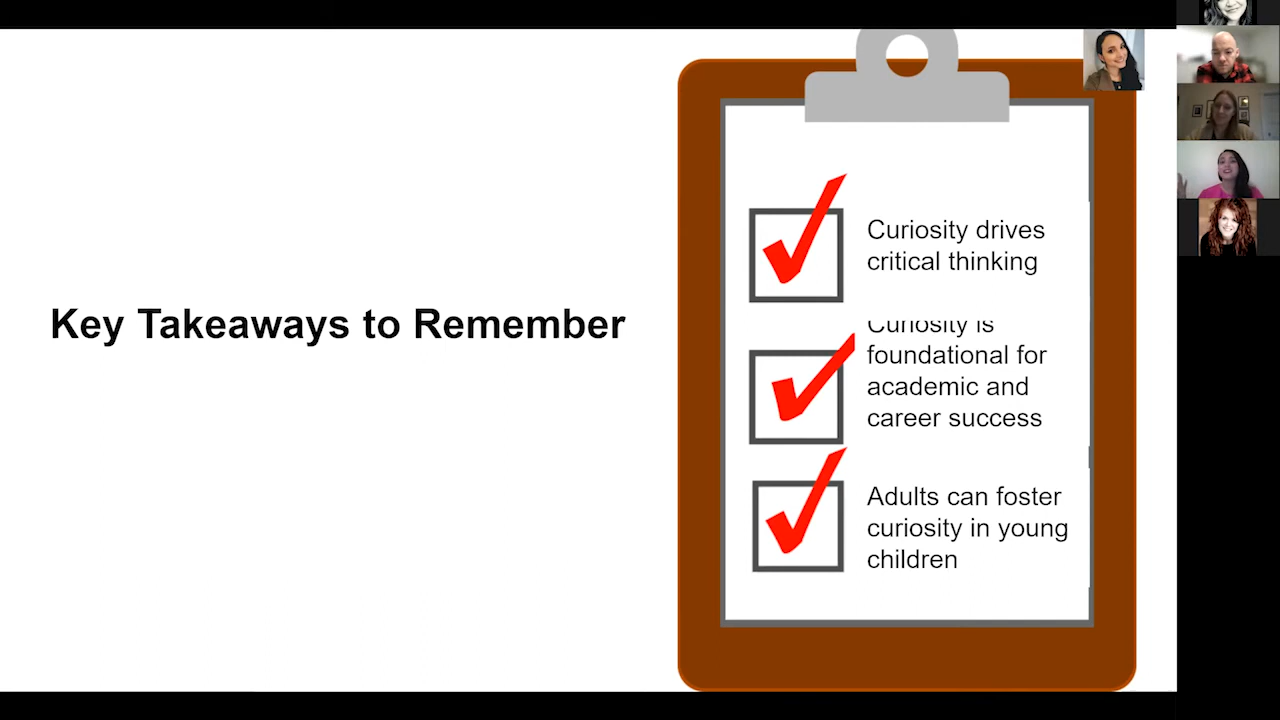 Key Takeaways to Remember
Curiosity drives
critical thinking
Curiosity is
foundational for
academic and
career success
Adults can foster
curiosity in young
children